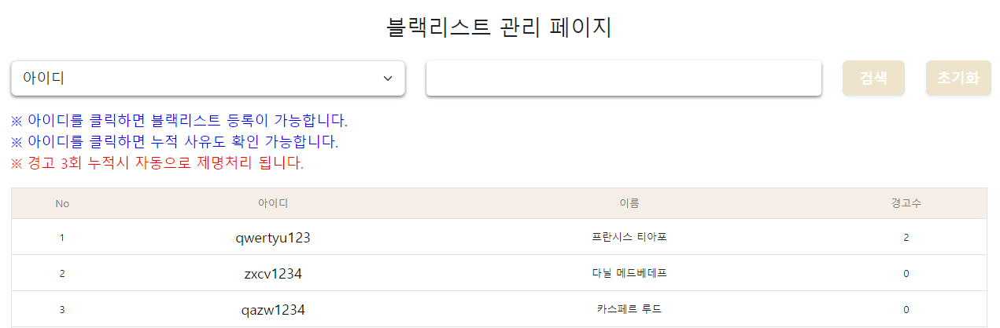 블랙리스트 관리 페이지
아이디 검색 초기화
※ 아이디를 클릭하면 블랙리스트 등록이 가능합니다.
※ 아이디를 클릭하면 누적 사유도 확인 가능합니다.
※ 경고 3회 누적시 자동으로 제명처리 됩니다.
No 아이디 이름 경고수
1 qwertyu123 프란시스 티아포 2
2 zxcv1234 다닐 메드베데프 0
3 qazw1234 카스페르 루드 0